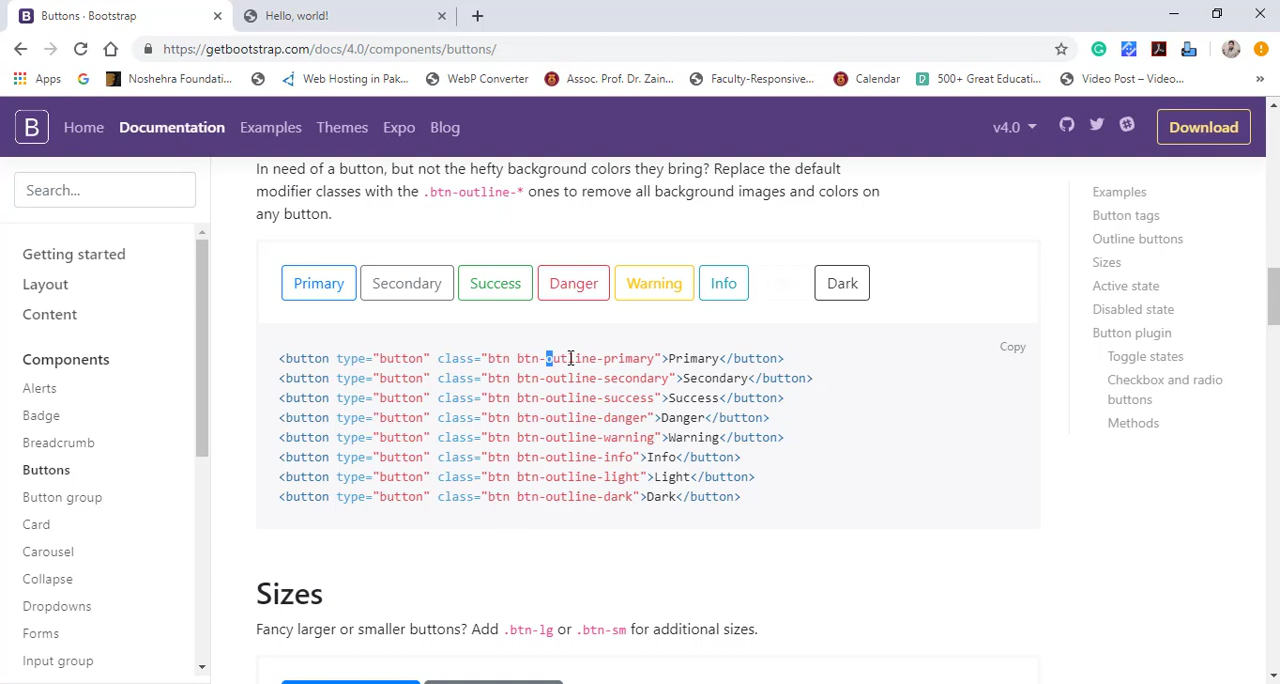 Buttons · Bootstrap
Hello, world!
https://getbootstrap.com/docs/4.0/components/buttons/
Apps
Noshehra Foundati...
Web Hosting in Pak...
WebP Converter
Assoc. Prof. Dr. Zain...
Faculty-Responsive...
Calendar
500+ Great Educati...
Video Post – Video...
»
B
Home
Documentation
Examples
Themes
Expo
Blog
v4.0
Download
Search...
Getting started
Layout
Content
Components
Alerts
Badge
Breadcrumb
Buttons
Button group
Card
Carousel
Collapse
Dropdowns
Forms
Input group
In need of a button, but not the hefty background colors they bring? Replace the default
modifier classes with the .btn-outline-* ones to remove all background images and colors on
any button.
Primary Secondary Success Danger Warning Info Dark
Copy
<button type="button" class="btn btn-outline-primary">Primary</button>
<button type="button" class="btn btn-outline-secondary">Secondary</button>
<button type="button" class="btn btn-outline-success">Success</button>
<button type="button" class="btn btn-outline-danger">Danger</button>
<button type="button" class="btn btn-outline-warning">Warning</button>
<button type="button" class="btn btn-outline-info">Info</button>
<button type="button" class="btn btn-outline-light">Light</button>
<button type="button" class="btn btn-outline-dark">Dark</button>
Sizes
Fancy larger or smaller buttons? Add .btn-lg or .btn-sm for additional sizes.
Examples
Button tags
Outline buttons
Sizes
Active state
Disabled state
Button plugin
Toggle states
Checkbox and radio
buttons
Methods